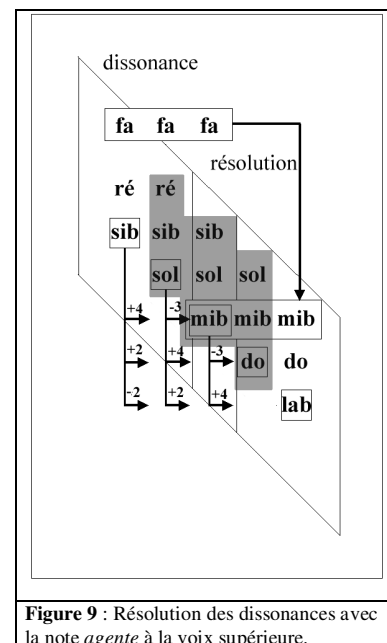 dissonance
fa fa fa
résolution
ré ré
sib sib sib
sol sol sol
+4 -3 mib mib mib
+2 +4 -3 do do
-2 +2 +4 lab
Figure 9 : Résolution des dissonances avec
la note agente à la voix supérieure.